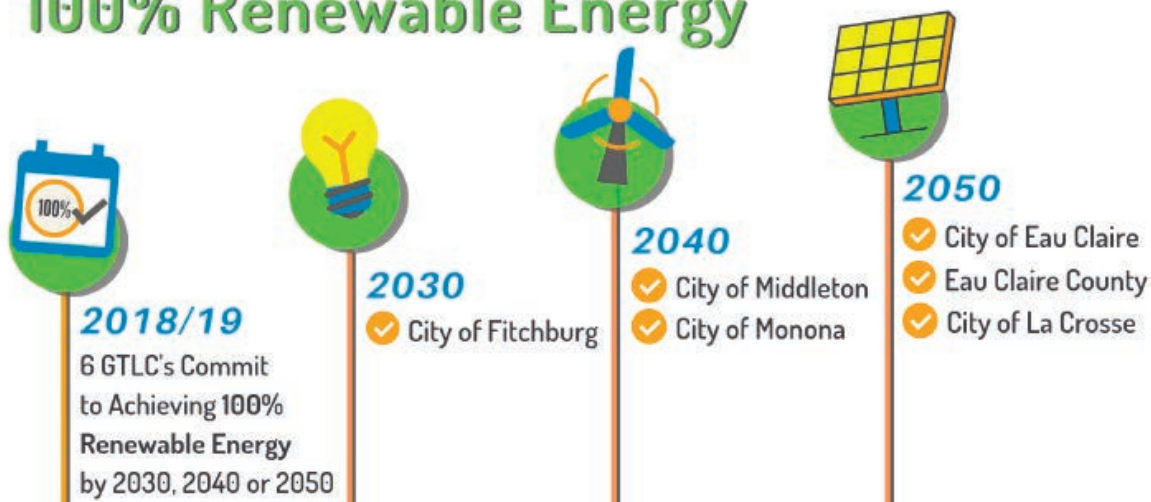 100% Renewable Energy
100%
2018/19
6 GTLC's Commit
to Achieving 100%
Renewable Energy
by 2030, 2040 or 2050
2030
City of Fitchburg
2040
City of Middleton
City of Monona
2050
City of Eau Claire
Eau Claire County
City of La Crosse